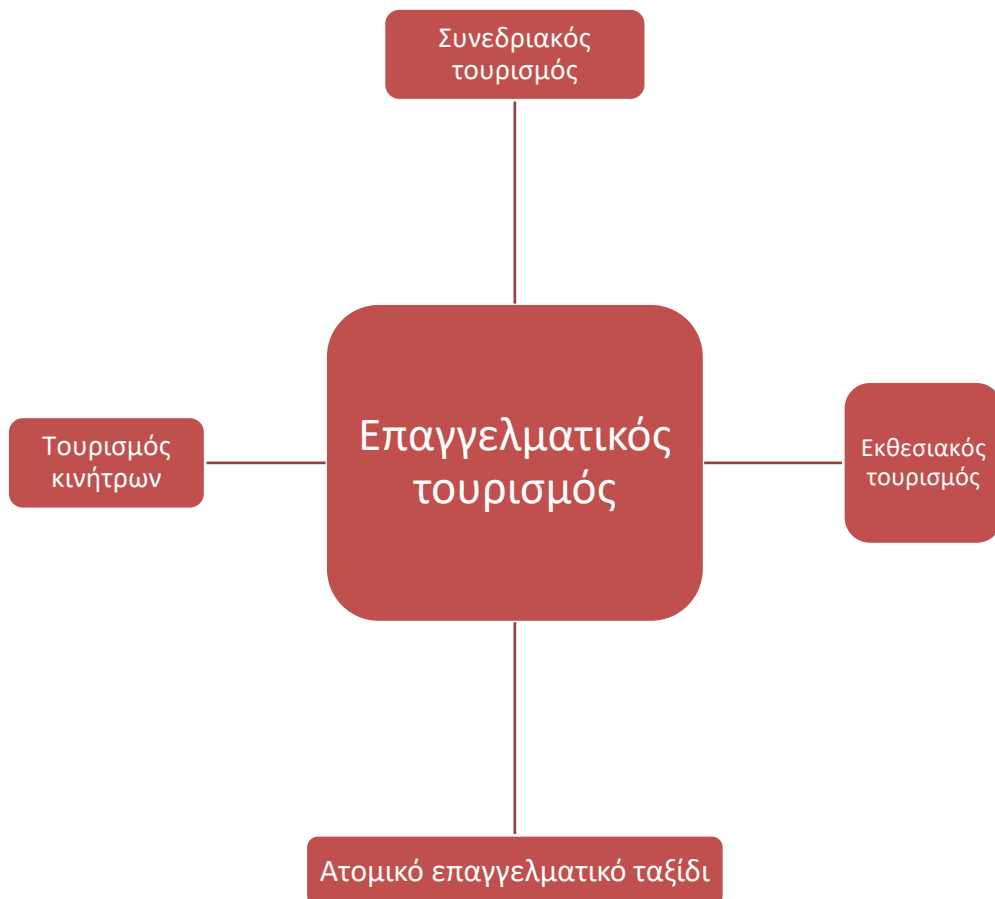 Συνεδριακός
τουρισμός
Τουρισμός
κινήτρων
Επαγγελματικός
τουρισμός
Εκθεσιακός
τουρισμός
Ατομικό επαγγελματικό ταξίδι